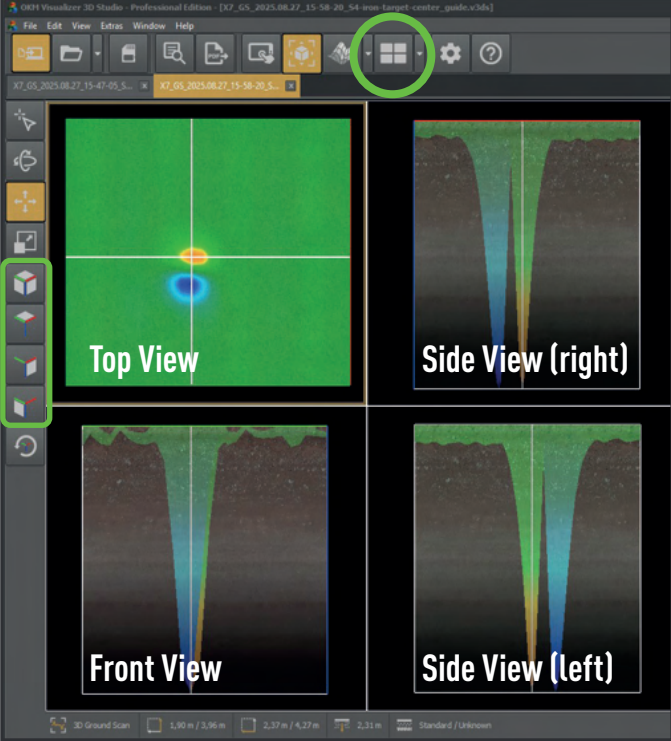 OKM Visualizer 3D Studio - Professional Edition - [X7_GS_2025.08.27_15-58-20_S4-iron-target-center_guide.v3ds]
File Edit View Extras Window Help
PDF
X7_GS_2025.08.27_15-47-05_S... X7_GS_2025.08.27_15-58-20_S...
Top View
Side View (right)
Front View
Side View (left)
3D Ground Scan 1,90 m / 3,96 m 2,37 m / 4,27 m 2,31 m Standard / Unknown